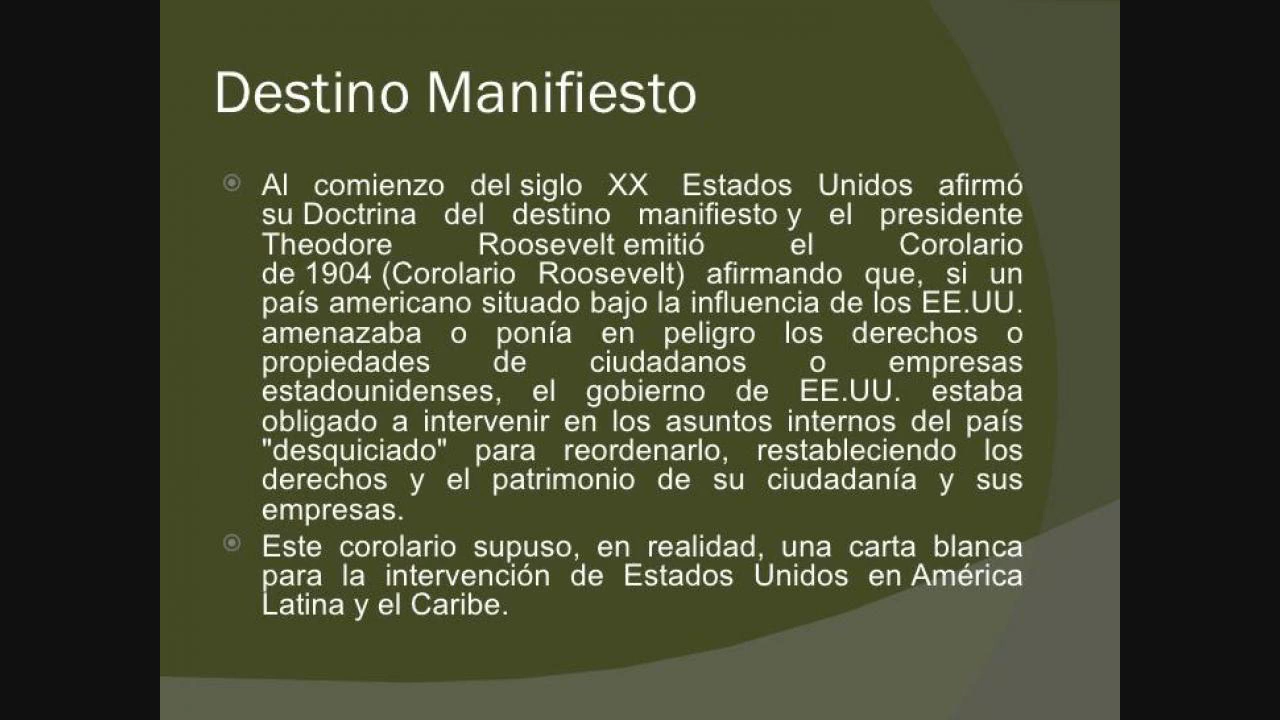 Destino Manifiesto
Al comienzo del siglo XX Estados Unidos afirmó
su Doctrina del destino manifiesto y el presidente
Theodore Roosevelt emitió el Corolario
de 1904 (Corolario Roosevelt) afirmando que, si un
país americano situado bajo la influencia de los EE.UU.
amenazaba o ponía en peligro los derechos o
propiedades de ciudadanos o empresas
estadounidenses, el gobierno de EE.UU. estaba
obligado a intervenir en los asuntos internos del país
"desquiciado" para reordenarlo, restableciendo los
derechos y el patrimonio de su ciudadanía y sus
empresas.
Este corolario supuso, en realidad, una carta blanca
para la intervención de Estados Unidos en América
Latina y el Caribe.